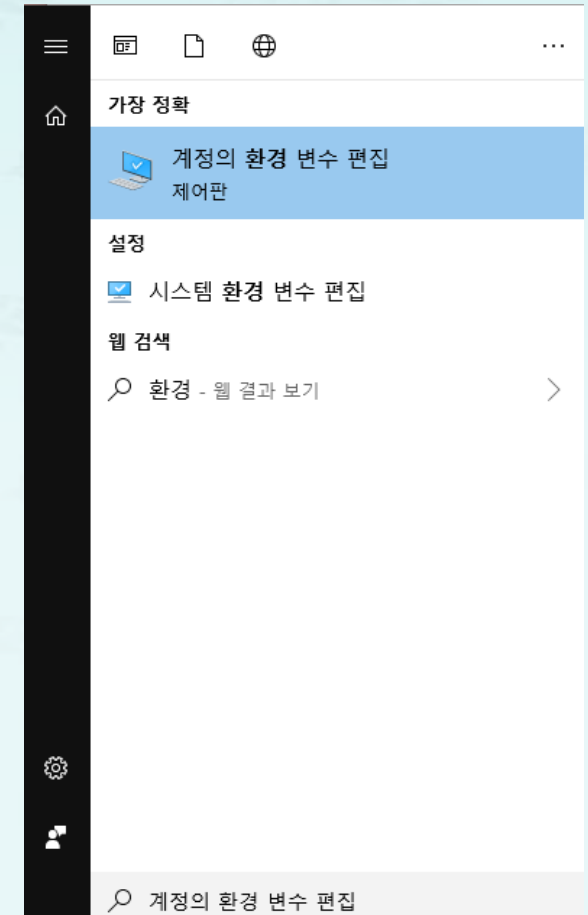 가장 정확
계정의 환경 변수 편집
제어판
설정
시스템 환경 변수 편집
웹 검색
환경 - 웹 결과 보기
계정의 환경 변수 편집